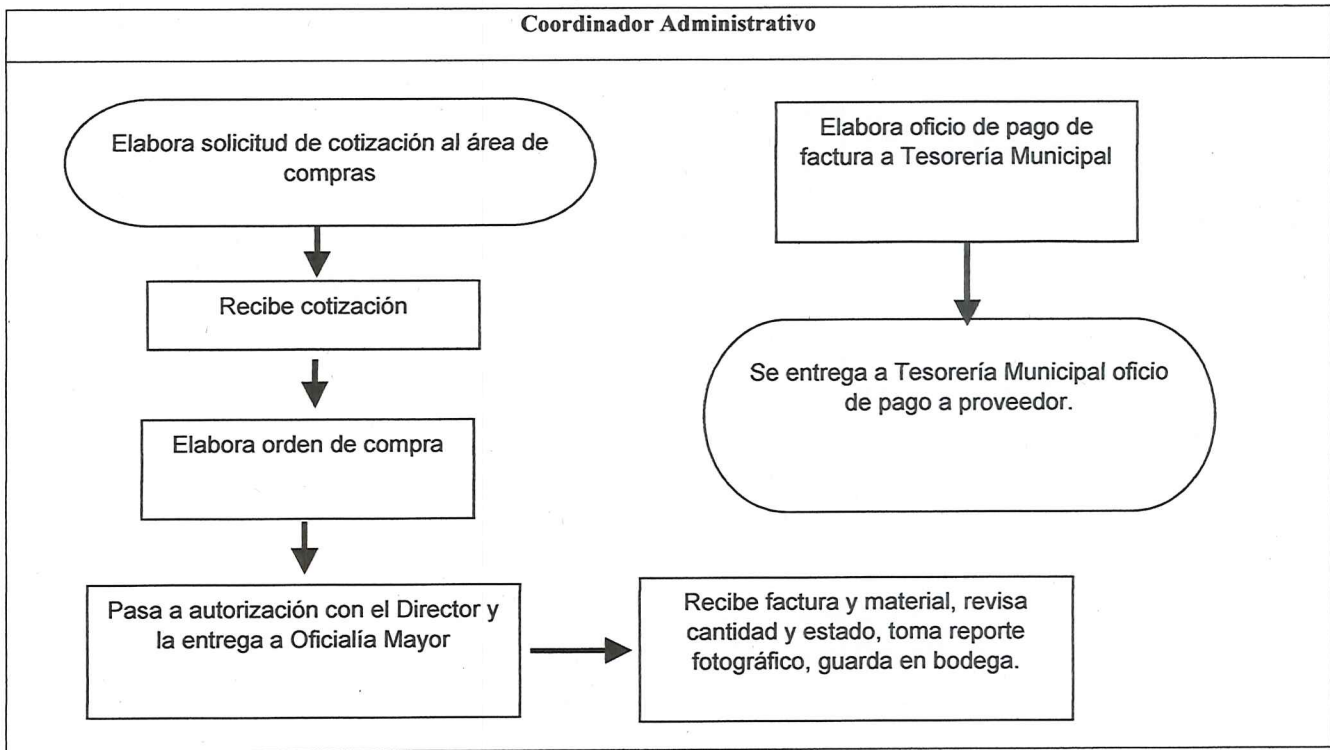 Coordinador Administrativo
Elabora solicitud de cotización al área de
compras
Recibe cotización
Elabora orden de compra
Pasa a autorización con el Director y
la entrega a Oficialía Mayor
Recibe factura y material, revisa
cantidad y estado, toma reporte
fotográfico, guarda en bodega.
Elabora oficio de pago de
factura a Tesorería Municipal
Se entrega a Tesorería Municipal oficio
de pago a proveedor.